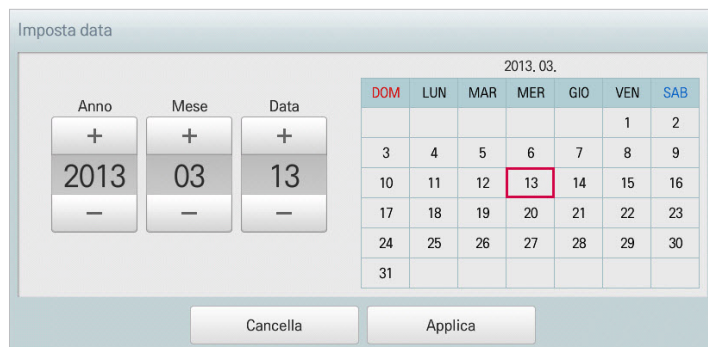 Imposta data
Anno Mese Data
+ + +
2013 03 13
− − −
2013. 03.
DOM LUN MAR MER GIO VEN SAB
1 2
3 4 5 6 7 8 9
10 11 12 13 14 15 16
17 18 19 20 21 22 23
24 25 26 27 28 29 30
31
Cancella Applica